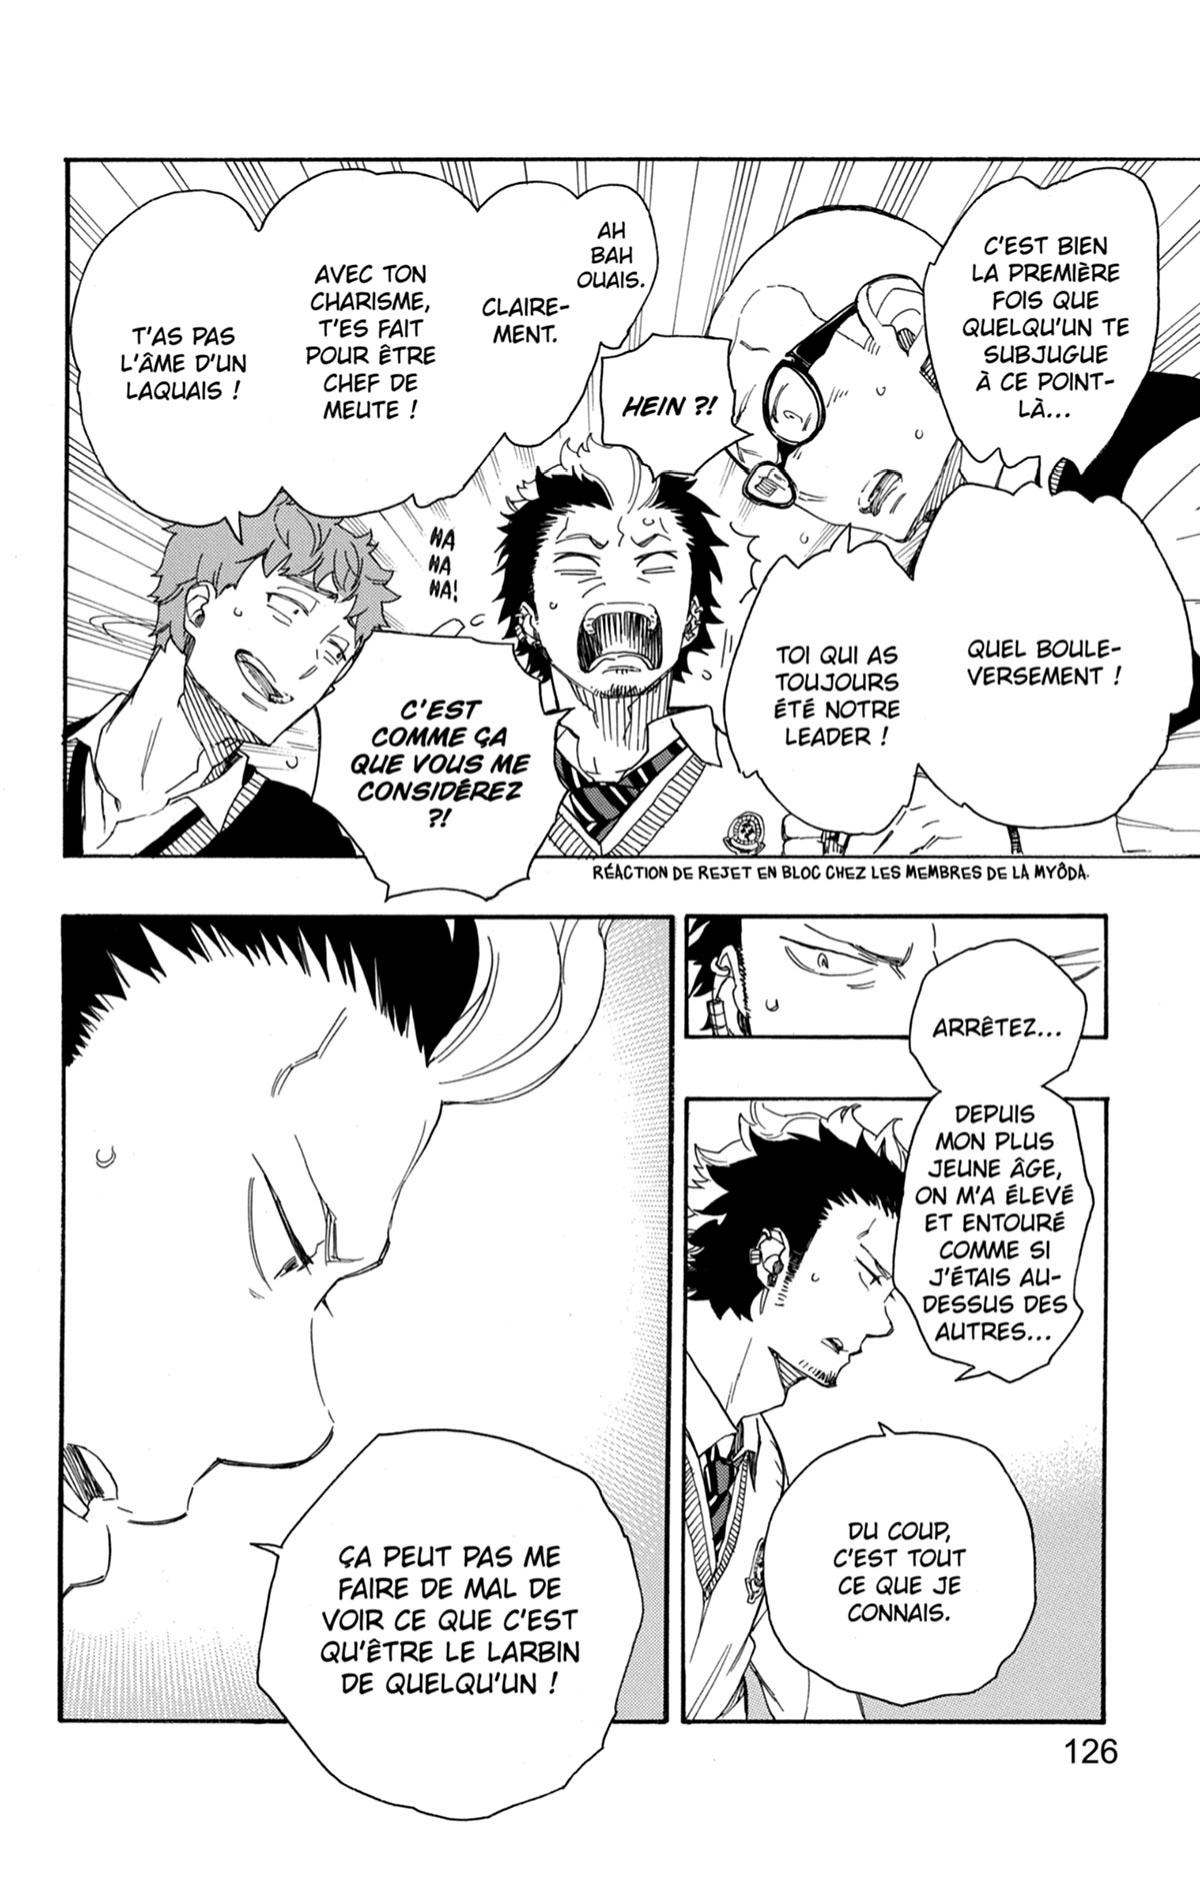 C'EST BIEN
LA PREMIÈRE
FOIS QUE
QUELQU'UN TE
SUBJUGUE
À CE POINT-
LÀ...
QUEL BOULE-
VERSEMENT !
TOI QUI AS
TOUJOURS
ÉTÉ NOTRE
LEADER !
HEIN ?!
AH
BAH
OUAIS.
CLAIRE-
MENT.
AVEC TON
CHARISME,
T'ES FAIT
POUR ÊTRE
CHEF DE
MEUTE !
T'AS PAS
L'ÂME D'UN
LAQUAIS !
HA
HA
HA!
C'EST
COMME ÇA
QUE VOUS ME
CONSIDÉREZ
?!
RÉACTION DE REJET EN BLOC CHEZ LES MEMBRES DE LA MYÔDA.
ARRÊTEZ...
DEPUIS
MON PLUS
JEUNE ÂGE,
ON M'A ÉLEVÉ
ET ENTOURÉ
COMME SI
J'ÉTAIS AU-
DESSUS DES
AUTRES...
DU COUP,
C'EST TOUT
CE QUE JE
CONNAIS.
ÇA PEUT PAS ME
FAIRE DE MAL DE
VOIR CE QUE C'EST
QU'ÊTRE LE LARBIN
DE QUELQU'UN !
126